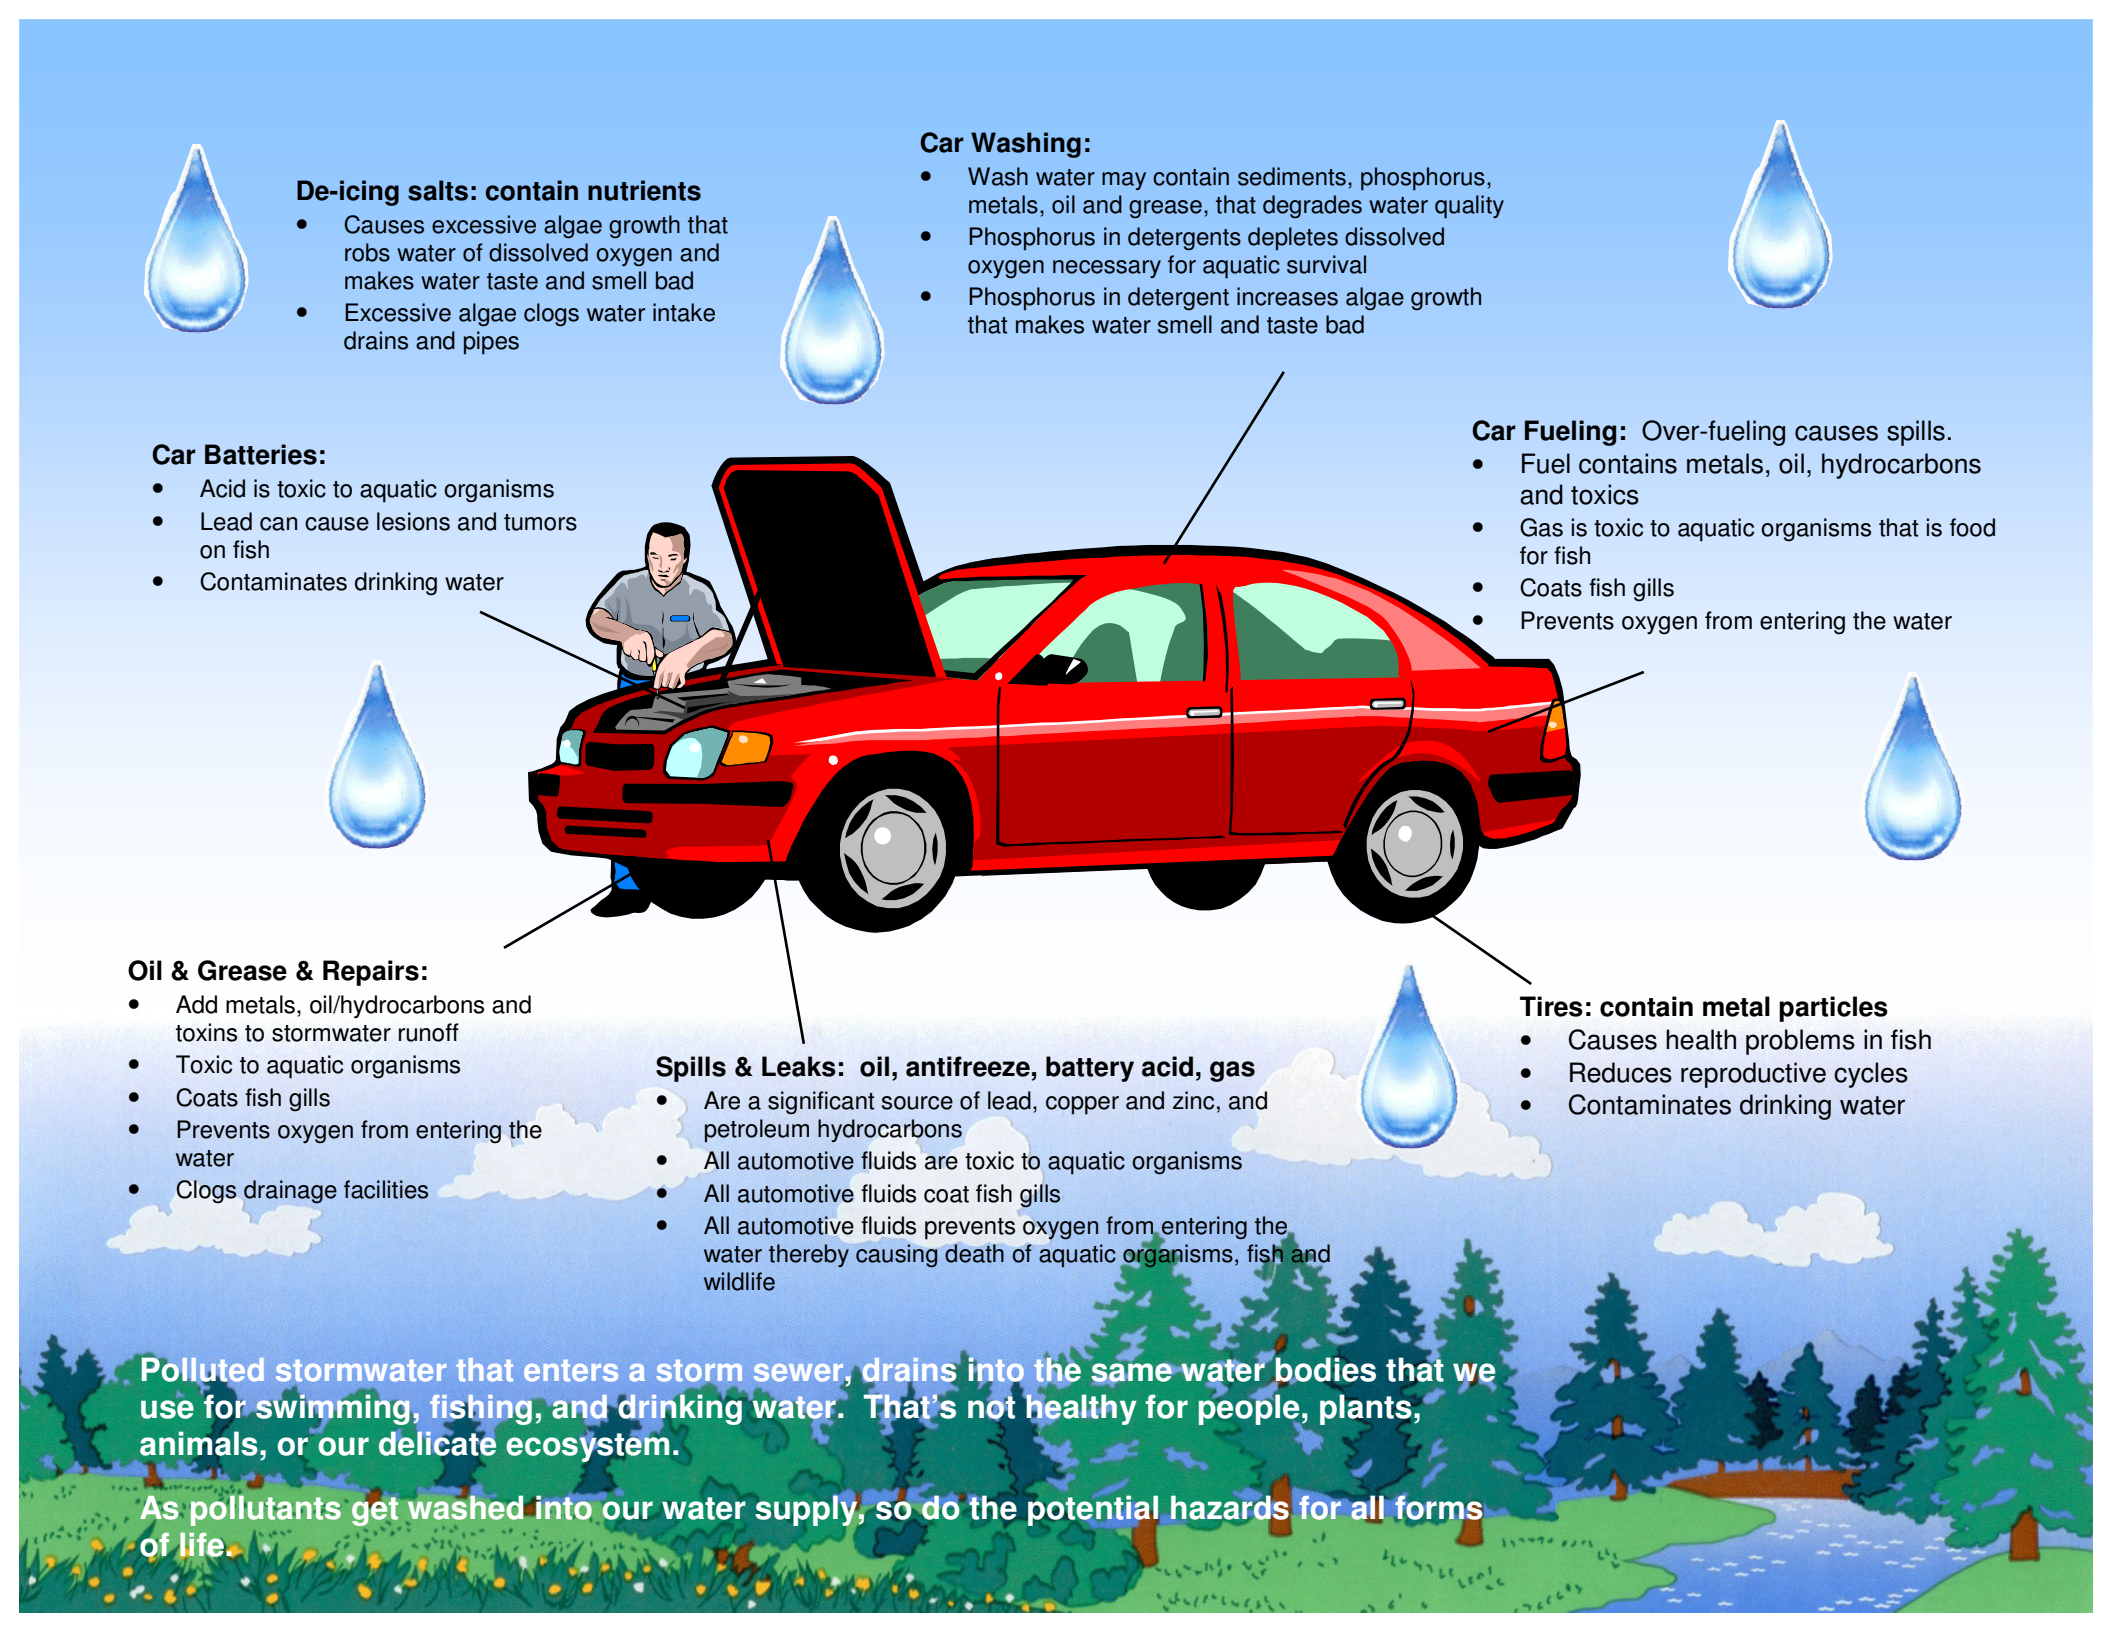 Car Washing:
• Wash water may contain sediments, phosphorus,
metals, oil and grease, that degrades water quality
• Phosphorus in detergents depletes dissolved
oxygen necessary for aquatic survival
• Phosphorus in detergent increases algae growth
that makes water smell and taste bad
De-icing salts: contain nutrients
• Causes excessive algae growth that
robs water of dissolved oxygen and
makes water taste and smell bad
• Excessive algae clogs water intake
drains and pipes
Car Fueling:  Over-fueling causes spills.
• Fuel contains metals, oil, hydrocarbons
and toxics
• Gas is toxic to aquatic organisms that is food
for fish
• Coats fish gills
• Prevents oxygen from entering the water
Car Batteries:
• Acid is toxic to aquatic organisms
• Lead can cause lesions and tumors
on fish
• Contaminates drinking water
Oil & Grease & Repairs:
• Add metals, oil/hydrocarbons and
toxins to stormwater runoff
• Toxic to aquatic organisms
• Coats fish gills
• Prevents oxygen from entering the
water
• Clogs drainage facilities
Spills & Leaks:  oil, antifreeze, battery acid, gas
• Are a significant source of lead, copper and zinc, and
petroleum hydrocarbons
• All automotive fluids are toxic to aquatic organisms
• All automotive fluids coat fish gills
• All automotive fluids prevents oxygen from entering the
water thereby causing death of aquatic organisms, fish and
wildlife
Tires: contain metal particles
• Causes health problems in fish
• Reduces reproductive cycles
• Contaminates drinking water
Polluted stormwater that enters a storm sewer, drains into the same water bodies that we
use for swimming, fishing, and drinking water.  That’s not healthy for people, plants,
animals, or our delicate ecosystem.
As pollutants get washed into our water supply, so do the potential hazards for all forms
of life.